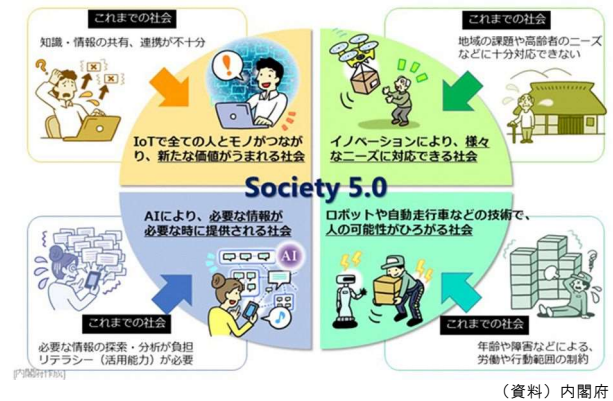 これまでの社会
知識・情報の共有、連携が不十分
IoTで全ての人とモノがつなが
り、新たな価値がうまれる社会
これまでの社会
地域の課題や高齢者のニーズ
などに十分対応できない
イノベーションにより、様々
なニーズに対応できる社会
Society 5.0
AIにより、必要な情報が
必要な時に提供される社会
AI
これまでの社会
必要な情報の探索・分析が負担
リテラシー（活用能力）が必要
ロボットや自動走行車などの技術で、
人の可能性がひろがる社会
これまでの社会
年齢や障害などによる、
労働や行動範囲の制約
[内閣府作成]
（資料）内閣府